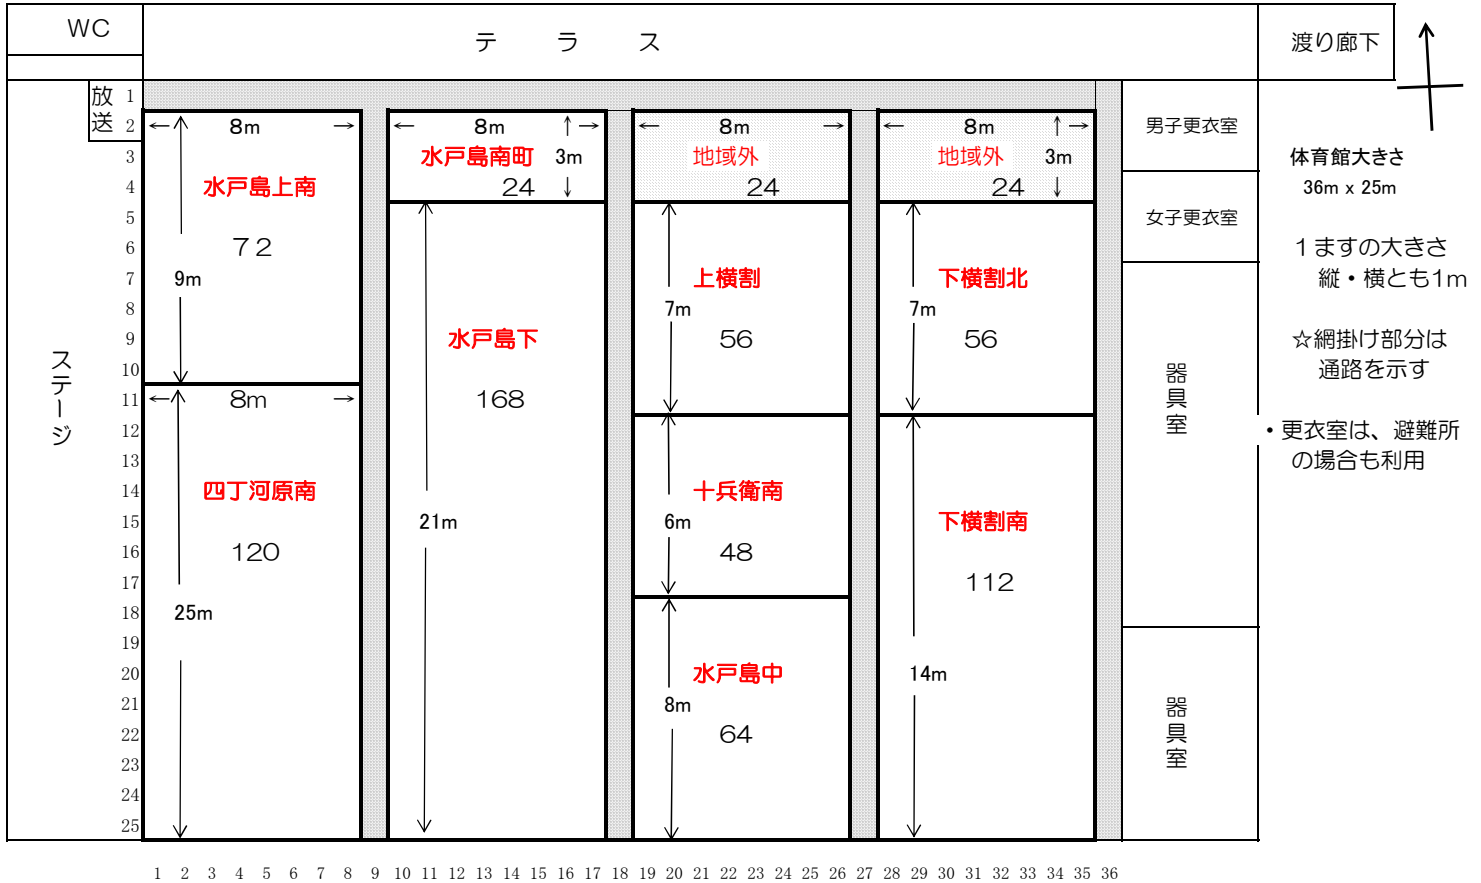 WC
テラス
渡り廊下
放送
1
2
3
4
5
6
7
8
9
10
11
12
13
14
15
16
17
18
19
20
21
22
23
24
25
ステージ
← 8m →
水戸島上南
72
9m
← 8m →
四丁河原南
120
25m
← 8m →
水戸島南町
3m
24
水戸島下
168
21m
← 8m →
地域外
24
上横割
7m
56
十兵衛南
6m
48
水戸島中
8m
64
← 8m →
地域外
3m
24
下横割北
7m
56
下横割南
112
14m
男子更衣室
女子更衣室
器具室
器具室
体育館大きさ
36m x 25m
1ますの大きさ
縦・横とも1m
☆網掛け部分は
通路を示す
・更衣室は、避難所
の場合も利用
1 2 3 4 5 6 7 8 9 10 11 12 13 14 15 16 17 18 19 20 21 22 23 24 25 26 27 28 29 30 31 32 33 34 35 36